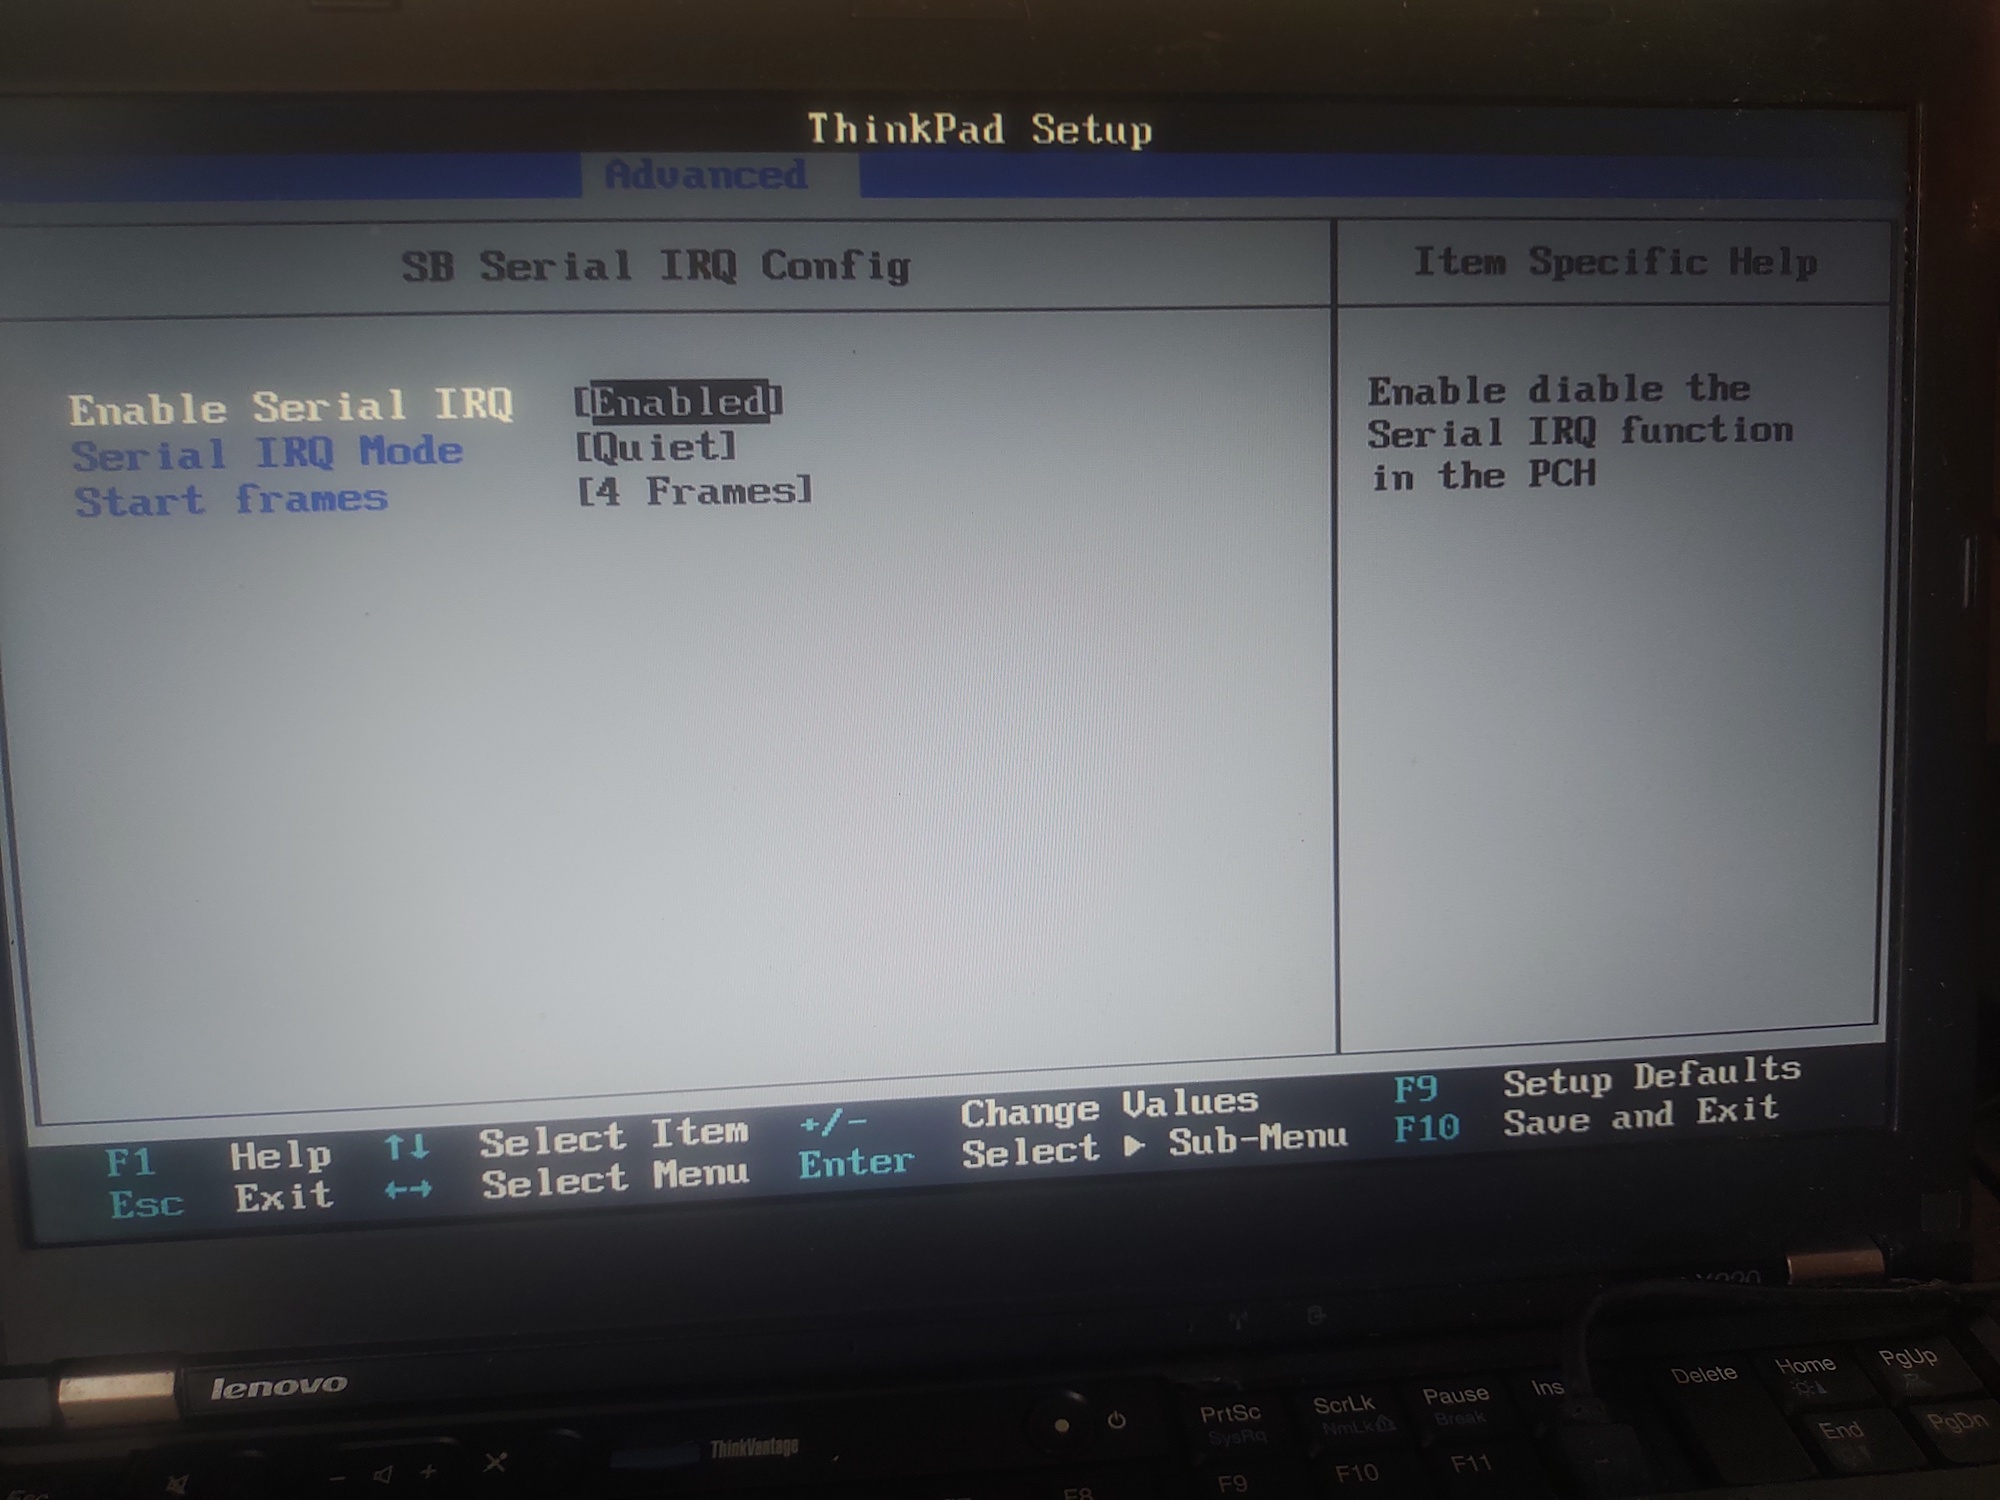 ThinkPad Setup
Advanced
SB Serial IRQ Config
Item Specific Help
Enable Serial IRQ [Enabled]
Serial IRQ Mode [Quiet]
Start frames [4 Frames]
Enable diable the
Serial IRQ function
in the PCH
F1 Help ↑↓ Select Item +/- Change Values F9 Setup Defaults
Esc Exit ←→ Select Menu Enter Select ▶ Sub-Menu F10 Save and Exit
lenovo
ThinkVantage
PrtSc
SysRq
ScrLk
NmLk
Pause
Break
Ins
Delete
Home
PgUp
End
PgDn
Esc
F8
F9
F10
F11